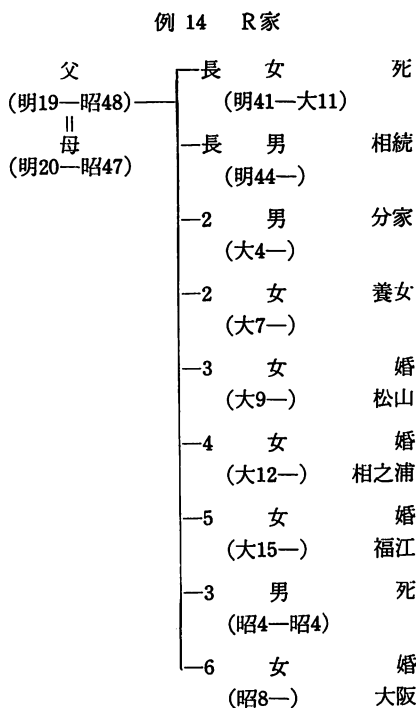 例 14 R家
父 長 女 死
(明19—昭48) (明41—大11)
‖
母 長 男 相続
(明20—昭47) (明44—)
2 男 分家
(大4—)
2 女 養女
(大7—)
3 女 婚
(大9—) 松山
4 女 婚
(大12—) 相之浦
5 女 婚
(大15—) 福江
3 男 死
(昭4—昭4)
6 女 婚
(昭8—) 大阪